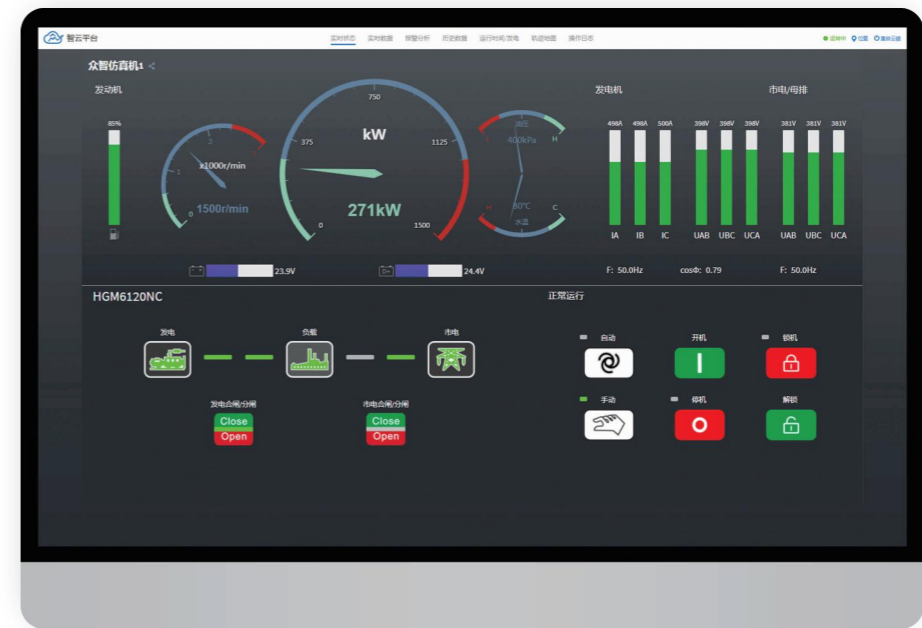 智云平台
实时状态 实时数据 报警分析 历史数据 运行时间/发电 轨迹地图 操作日志
众智仿真机1
发动机
发电机
市电/母排
85%
2
1
0
x1000r/min
1500r/min
750
375
kW
1125
271kW
0
1500
油压
400kPa
H
80°C
H
C
水温
498A 498A 500A 398V 398V 398V 381V 381V 381V
IA IB IC UAB UBC UCA UAB UBC UCA
23.9V
D+
24.4V
F: 50.0Hz cosΦ: 0.79 F: 50.0Hz
HGM6120NC
正常运行
发电
负载
市电
自动
开机
锁机
发电合闸/分闸
市电合闸/分闸
手动
停机
解锁
Close
Open
Close
Open